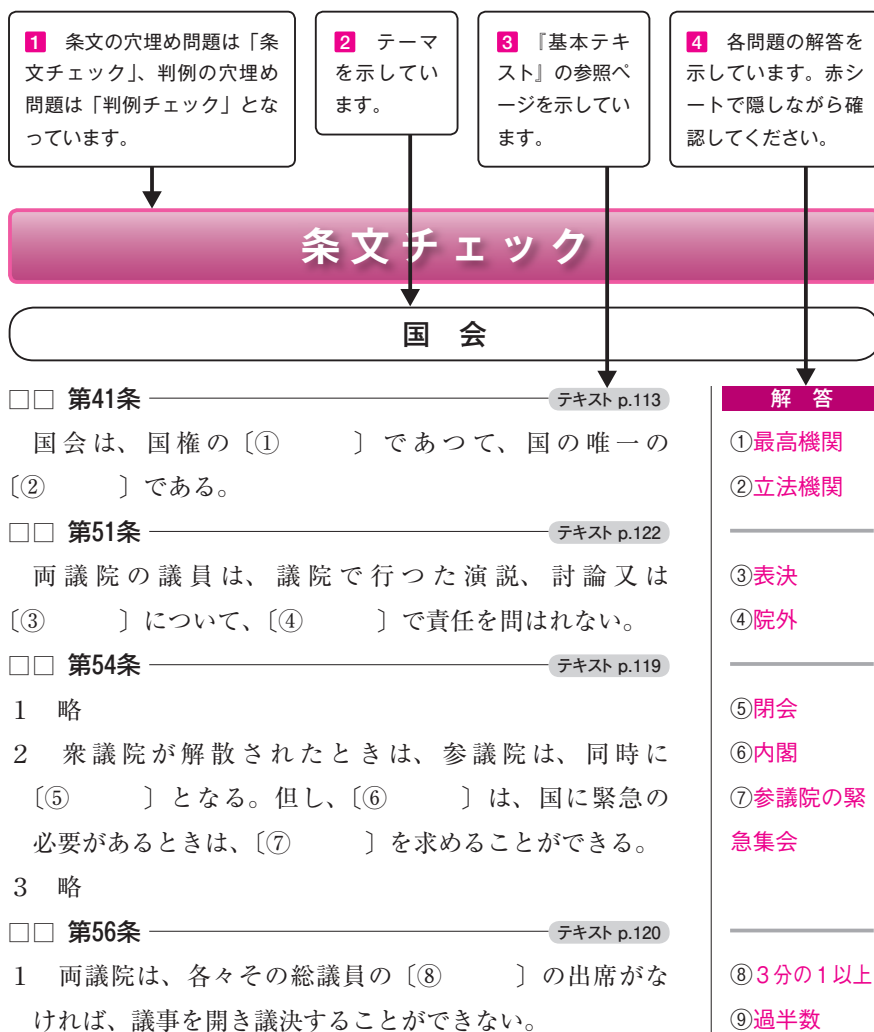 1 条文の穴埋め問題は「条
文チェック」、判例の穴埋め
問題は「判例チェック」とな
っています。
2 テーマ
を示してい
ます。
3 『基本テキ
スト』の参照ペ
ージを示してい
ます。
4 各問題の解答を
示しています。赤シ
ートで隠しながら確
認してください。
条文チェック
国 会
□□ 第41条 テキスト p.113
国会は、国権の〔① 〕であつて、国の唯一の
〔② 〕である。
□□ 第51条 テキスト p.122
両議院の議員は、議院で行つた演説、討論又は
〔③ 〕について、〔④ 〕で責任を問はれない。
□□ 第54条 テキスト p.119
1 略
2 衆議院が解散されたときは、参議院は、同時に
〔⑤ 〕となる。但し、〔⑥ 〕は、国に緊急の
必要があるときは、〔⑦ 〕を求めることができる。
3 略
□□ 第56条 テキスト p.120
1 両議院は、各々その総議員の〔⑧ 〕の出席がな
ければ、議事を開き議決することができない。
解 答
①最高機関
②立法機関
③表決
④院外
⑤閉会
⑥内閣
⑦参議院の緊
急集会
⑧3分の1以上
⑨過半数